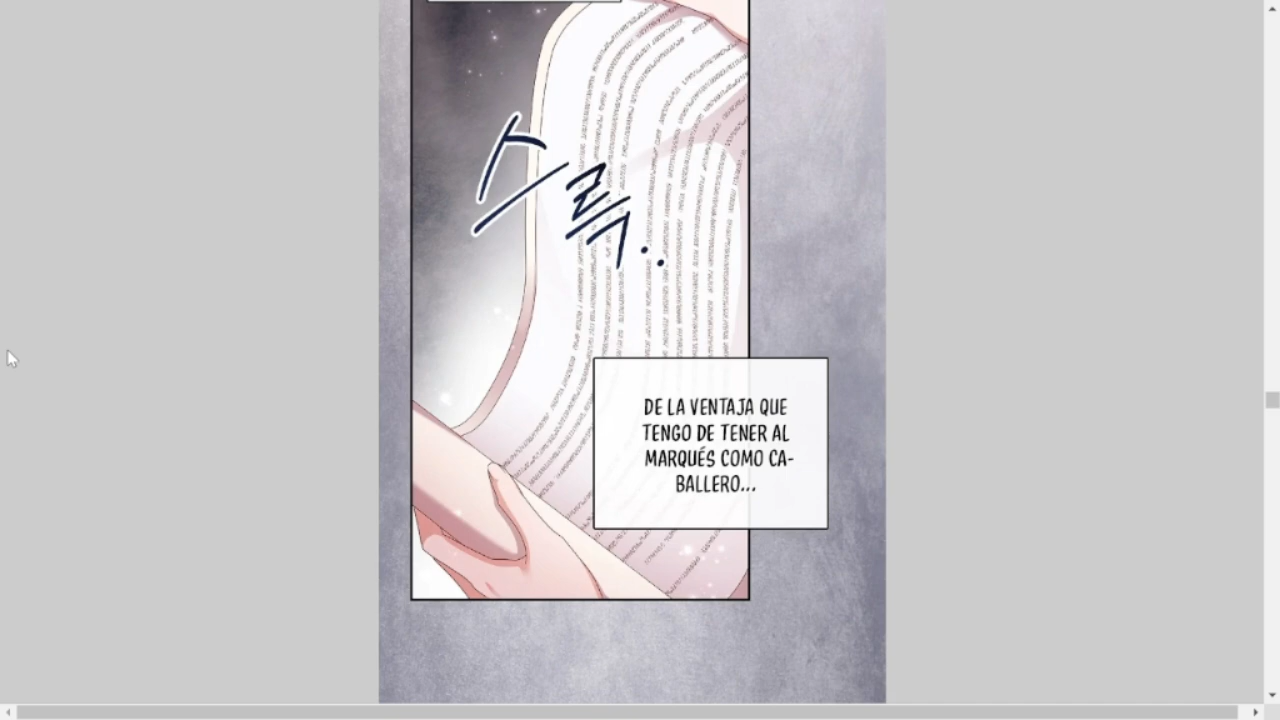 스륵..
DE LA VENTAJA QUE
TENGO DE TENER AL
MARQUÉS COMO CA-
BALLERO...